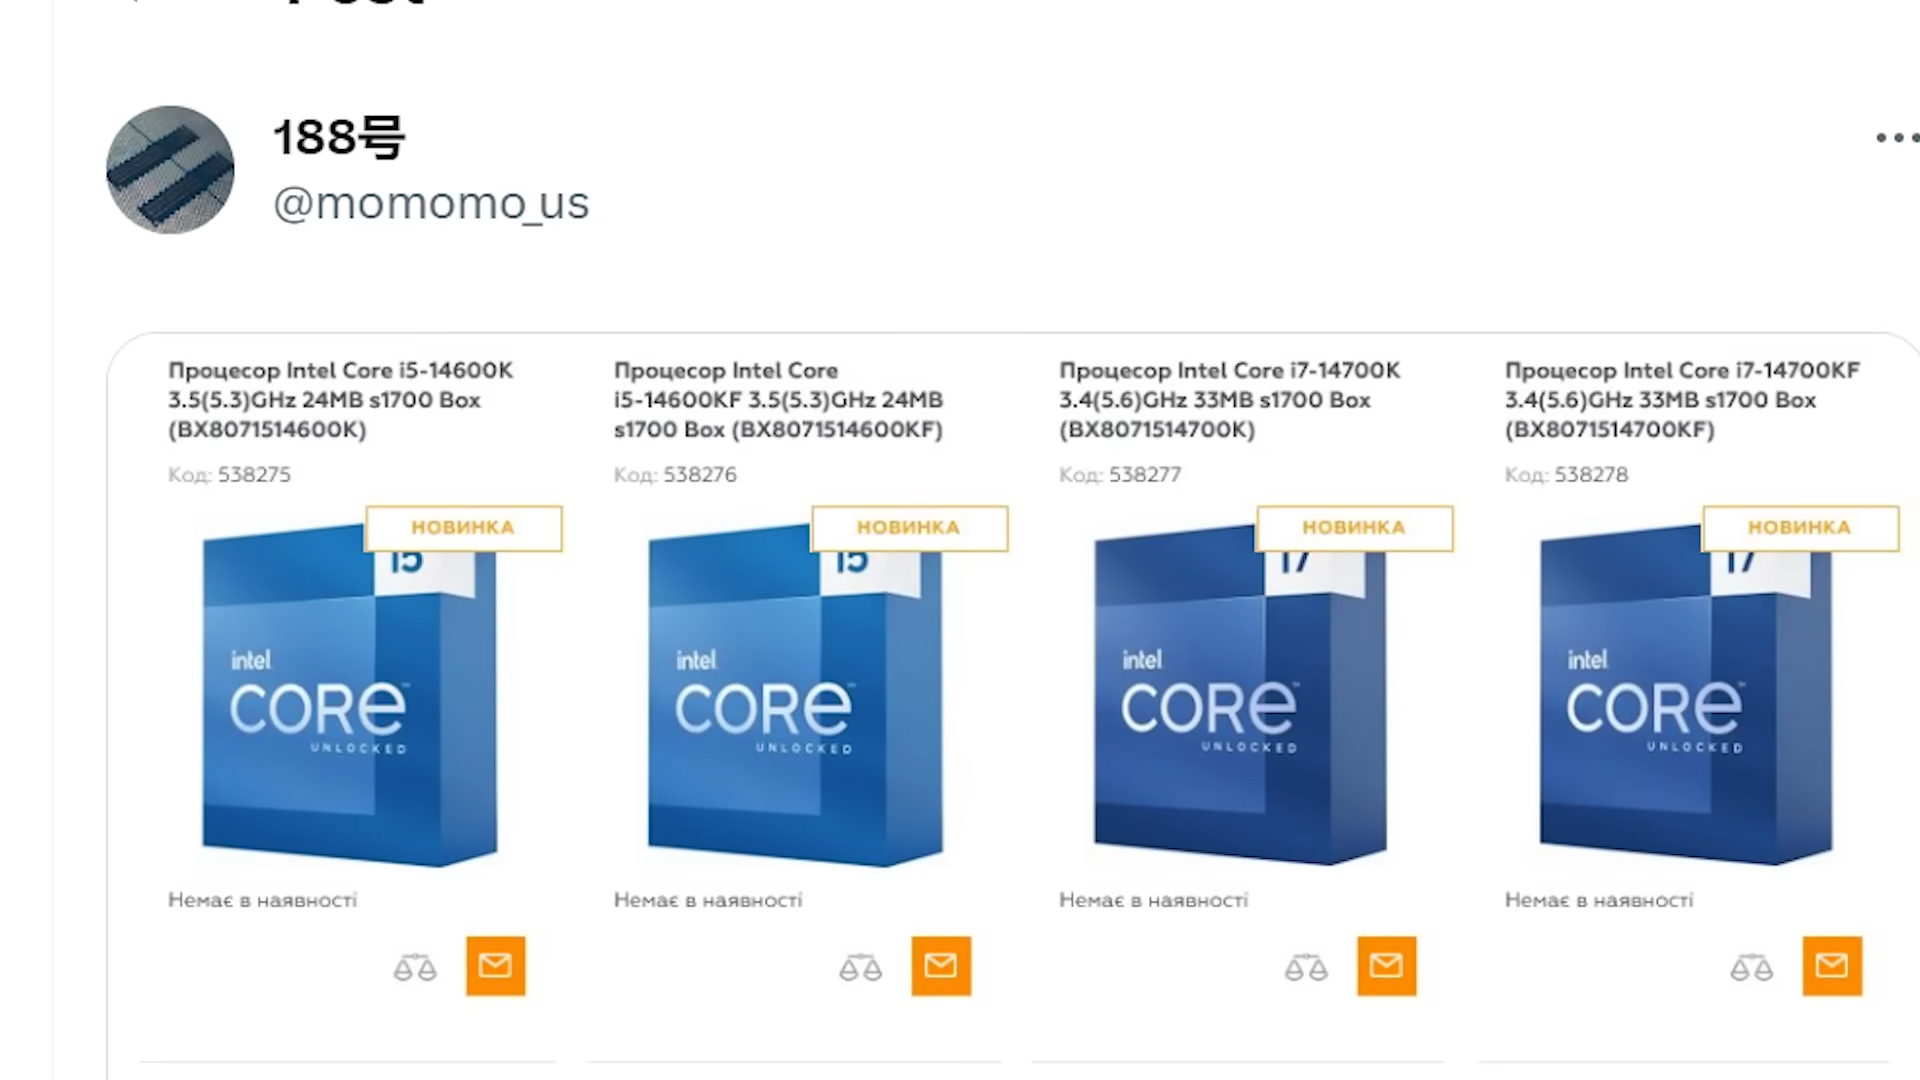 188号
@momomo_us
Процесор Intel Core i5-14600K
3.5(5.3)GHz 24MB s1700 Box
(BX8071514600K)
Код: 538275
НОВИНКА
i5
intel
CORE
UNLOCKED
Немає в наявності
Процесор Intel Core
i5-14600KF 3.5(5.3)GHz 24MB
s1700 Box (BX8071514600KF)
Код: 538276
НОВИНКА
i5
intel
CORE
UNLOCKED
Немає в наявності
Процесор Intel Core i7-14700K
3.4(5.6)GHz 33MB s1700 Box
(BX8071514700K)
Код: 538277
НОВИНКА
i7
intel
CORE
UNLOCKED
Немає в наявності
Процесор Intel Core i7-14700KF
3.4(5.6)GHz 33MB s1700 Box
(BX8071514700KF)
Код: 538278
НОВИНКА
i7
intel
CORE
UNLOCKED
Немає в наявності